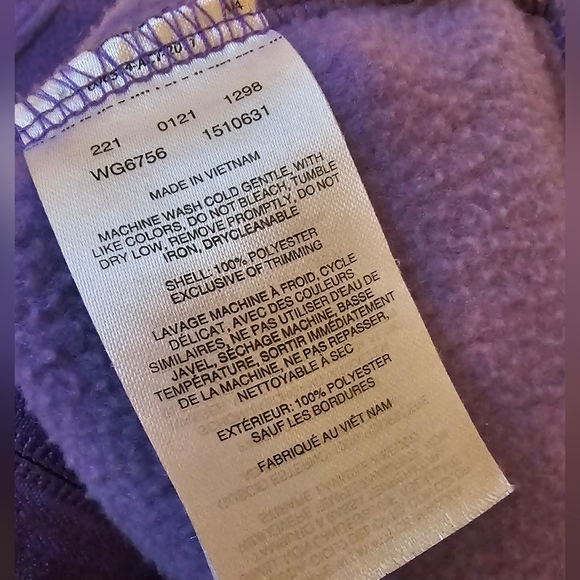 221 0121 1298
WG6756 1510631
MADE IN VIETNAM
MACHINE WASH COLD GENTLE, WITH
LIKE COLORS, DO NOT BLEACH, TUMBLE
DRY LOW, REMOVE PROMPTLY, DO NOT
IRON, DRYCLEANABLE
SHELL: 100% POLYESTER
EXCLUSIVE OF TRIMMING
LAVAGE MACHINE À FROID, CYCLE
DÉLICAT, AVEC DES COULEURS
SIMILAIRES, NE PAS UTILISER D'EAU DE
JAVEL, SÉCHAGE MACHINE, BASSE
TEMPÉRATURE, SORTIR IMMÉDIATEMENT
DE LA MACHINE, NE PAS REPASSER,
NETTOYABLE À SEC
EXTÉRIEUR: 100% POLYESTER
SAUF LES BORDURES
FABRIQUÉ AU VIÊT NAM